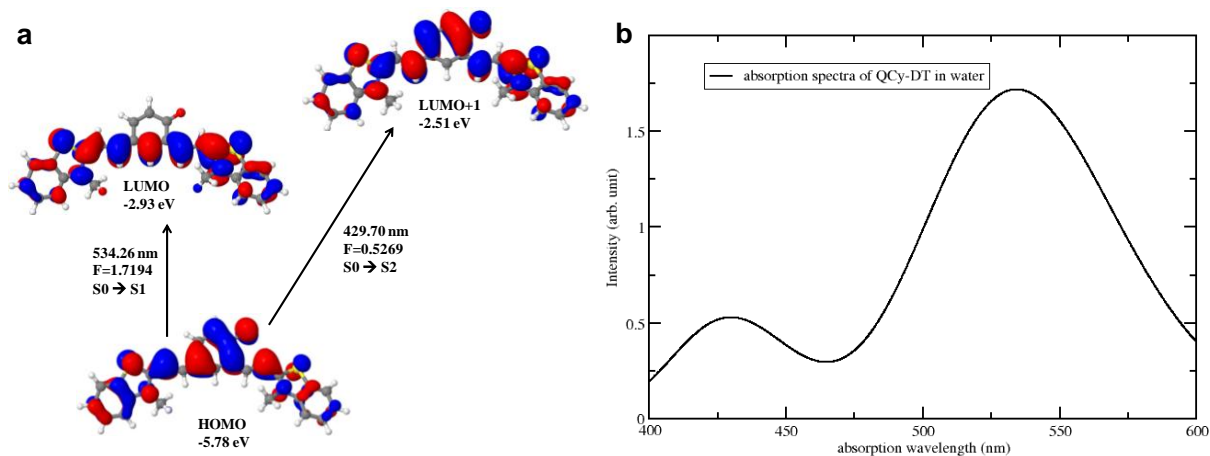 a
LUMO
-2.93 eV
LUMO+1
-2.51 eV
534.26 nm
F=1.7194
S0 → S1
429.70 nm
F=0.5269
S0 → S2
HOMO
-5.78 eV
b
absorption spectra of QCy-DT in water
Intensity (arb. unit)
1.5
1
0.5
0
400
450
500
550
600
absorption wavelength (nm)